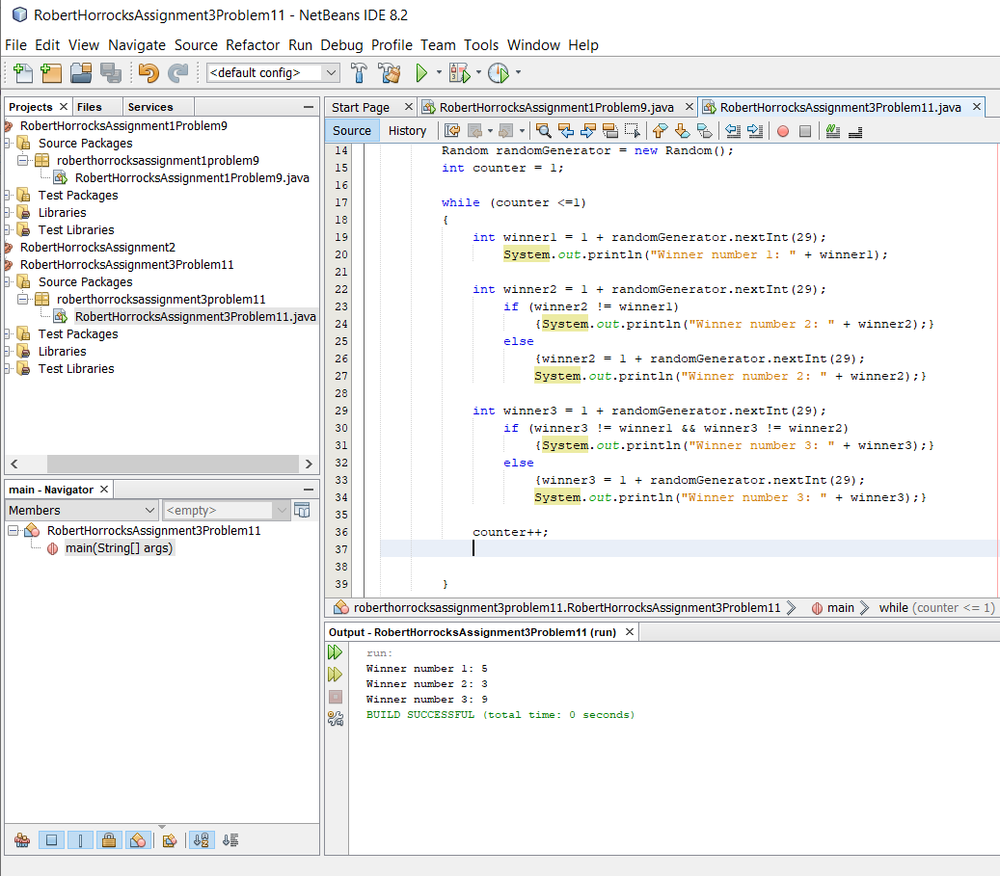 RobertHorrocksAssignment3Problem11 - NetBeans IDE 8.2
File Edit View Navigate Source Refactor Run Debug Profile Team Tools Window Help
<default config>
Projects Files Services
RobertHorrocksAssignment1Problem9
Source Packages
roberthorrocksassignment1problem9
RobertHorrocksAssignment1Problem9.java
Test Packages
Libraries
Test Libraries
RobertHorrocksAssignment2
RobertHorrocksAssignment3Problem11
Source Packages
roberthorrocksassignment3problem11
RobertHorrocksAssignment3Problem11.java
Test Packages
Libraries
Test Libraries
main - Navigator
Members <empty>
RobertHorrocksAssignment3Problem11
main(String[] args)
Start Page RobertHorrocksAssignment1Problem9.java RobertHorrocksAssignment3Problem11.java
Source History
14 Random randomGenerator = new Random();
15 int counter = 1;
16
17 while (counter <=1)
18 {
19 int winner1 = 1 + randomGenerator.nextInt(29);
20 System.out.println("Winner number 1: " + winner1);
21
22 int winner2 = 1 + randomGenerator.nextInt(29);
23 if (winner2 != winner1)
24 {System.out.println("Winner number 2: " + winner2);}
25 else
26 {winner2 = 1 + randomGenerator.nextInt(29);
27 System.out.println("Winner number 2: " + winner2);}
28
29 int winner3 = 1 + randomGenerator.nextInt(29);
30 if (winner3 != winner1 && winner3 != winner2)
31 {System.out.println("Winner number 3: " + winner3);}
32 else
33 {winner3 = 1 + randomGenerator.nextInt(29);
34 System.out.println("Winner number 3: " + winner3);}
35
36 counter++;
37
38
39 }
roberthorrocksassignment3problem11.RobertHorrocksAssignment3Problem11 main while (counter <= 1)
Output - RobertHorrocksAssignment3Problem11 (run)
run:
Winner number 1: 5
Winner number 2: 3
Winner number 3: 9
BUILD SUCCESSFUL (total time: 0 seconds)